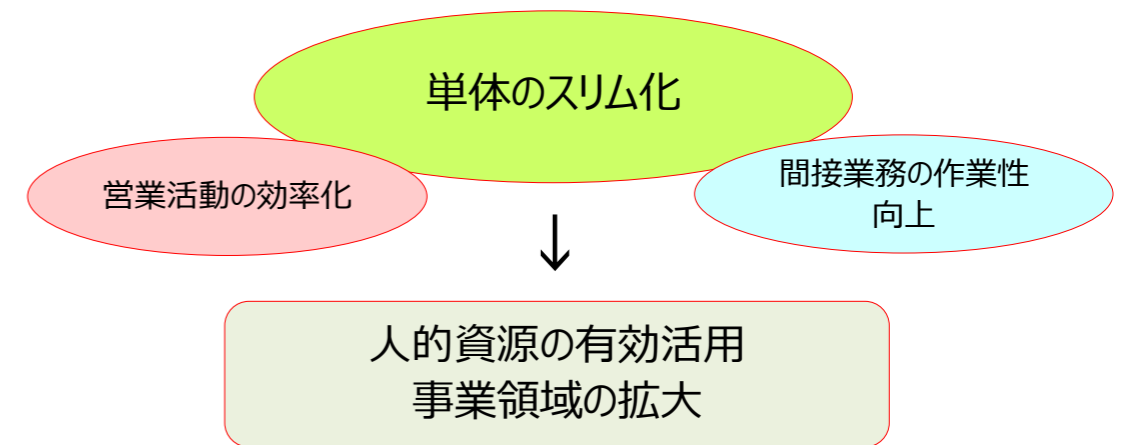 単体のスリム化
営業活動の効率化
間接業務の作業性
向上
↓
人的資源の有効活用
事業領域の拡大